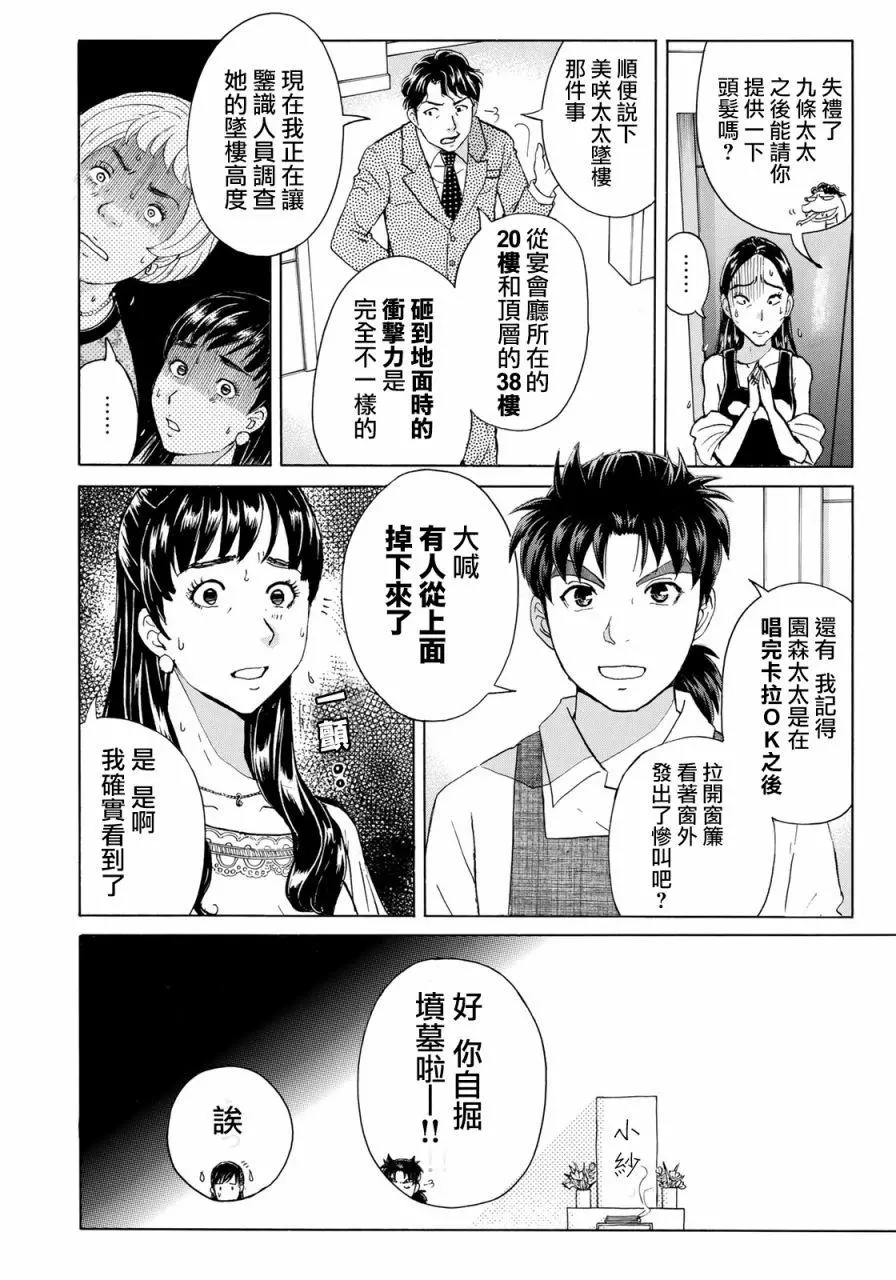 失禮了
九條太太
之後能請你
提供一下
頭髮嗎?
……
順便說下
美咲太太墜樓
那件事
從宴會廳所在的
20樓和頂層的38樓
砸到地面時的
衝擊力是
完全不一樣的
現在我正在讓
鑒識人員調查
她的墜樓高度
……
還有 我記得
園森太太是在
唱完卡拉OK之後
拉開窗簾
看著窗外
發出了慘叫吧?
大喊
有人從上面
掉下來了
一顫
是 是啊
我確實看到了
好 你自掘
墳墓啦—!!
小紗
誒